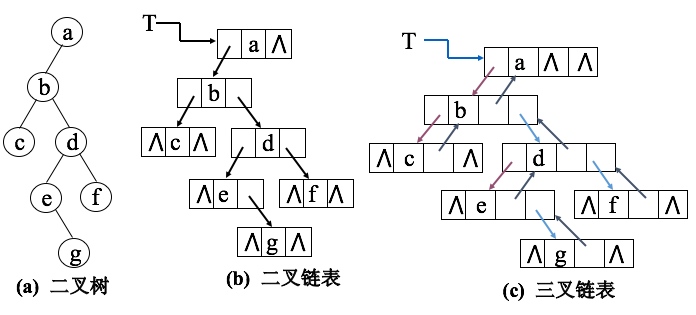 a
b
c d
e f
g
(a) 二叉树
T
a Λ
b
Λ c Λ
d
Λ e
Λ f Λ
Λ g Λ
(b) 二叉链表
T
a Λ Λ
b
Λ c Λ
d
Λ e
Λ f Λ
Λ g Λ
(c) 三叉链表